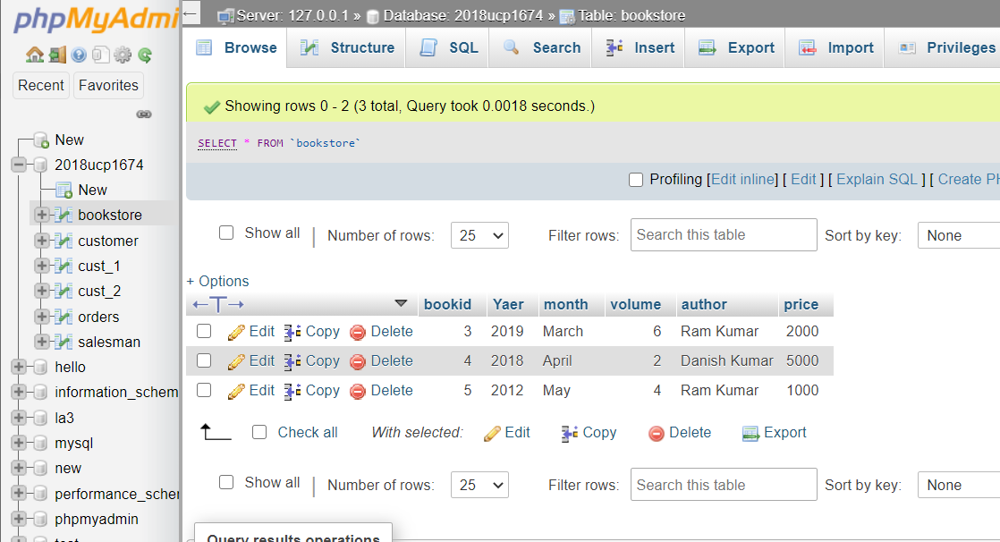 phpMyAdmi
Recent Favorites
New
2018ucp1674
New
bookstore
customer
cust_1
cust_2
orders
salesman
hello
information_schem
la3
mysql
new
performance_scher
phpmyadmin
Server: 127.0.0.1 » Database: 2018ucp1674 » Table: bookstore
Browse Structure SQL Search Insert Export Import Privileges
Showing rows 0 - 2 (3 total, Query took 0.0018 seconds.)
SELECT * FROM `bookstore`
Profiling [Edit inline] [ Edit ] [ Explain SQL ] [ Create PH
Show all | Number of rows: 25 Filter rows: Search this table Sort by key: None
+ Options
←T→ bookid Yaer month volume author price
Edit Copy Delete 3 2019 March 6 Ram Kumar 2000
Edit Copy Delete 4 2018 April 2 Danish Kumar 5000
Edit Copy Delete 5 2012 May 4 Ram Kumar 1000
Check all With selected: Edit Copy Delete Export
Show all | Number of rows: 25 Filter rows: Search this table Sort by key: None
Query results operations